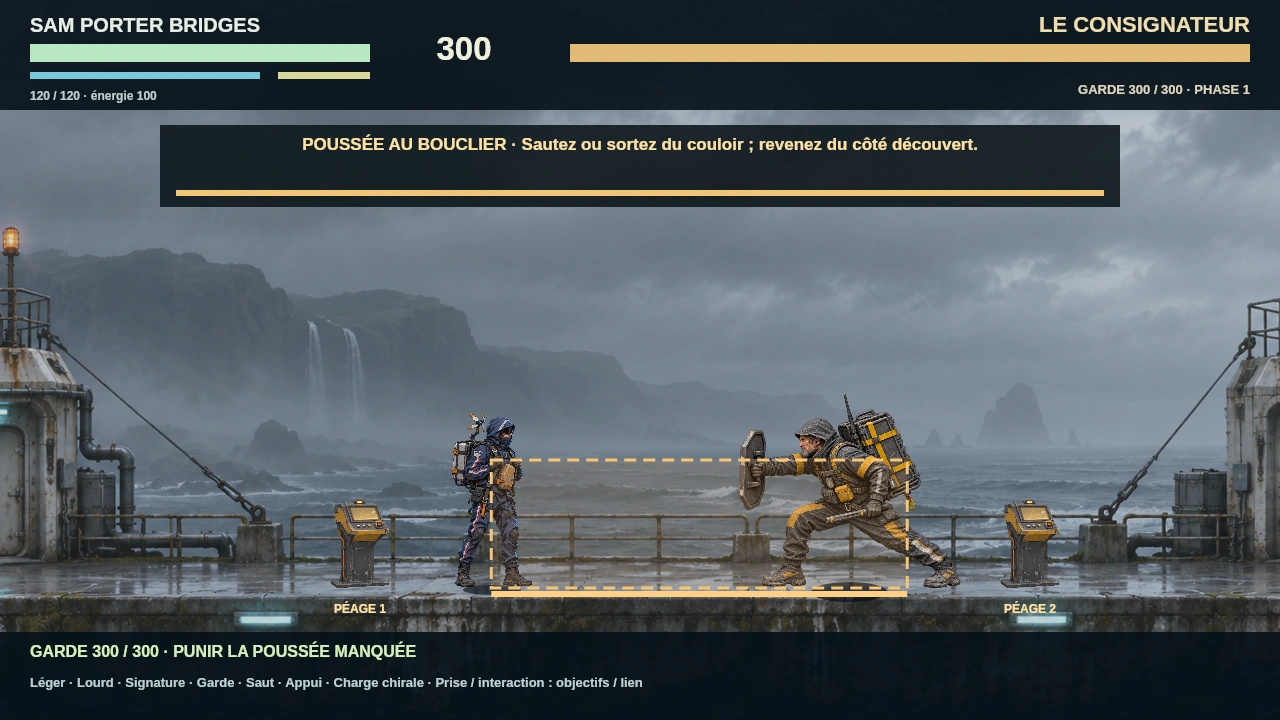 SAM PORTER BRIDGES
300
LE CONSIGNATEUR
120 / 120 · énergie 100
GARDE 300 / 300 · PHASE 1
POUSSÉE AU BOUCLIER · Sautez ou sortez du couloir ; revenez du côté découvert.
PÉAGE 1
PÉAGE 2
GARDE 300 / 300 · PUNIR LA POUSSÉE MANQUÉE
Léger · Lourd · Signature · Garde · Saut · Appui · Charge chirale · Prise / interaction : objectifs / lien